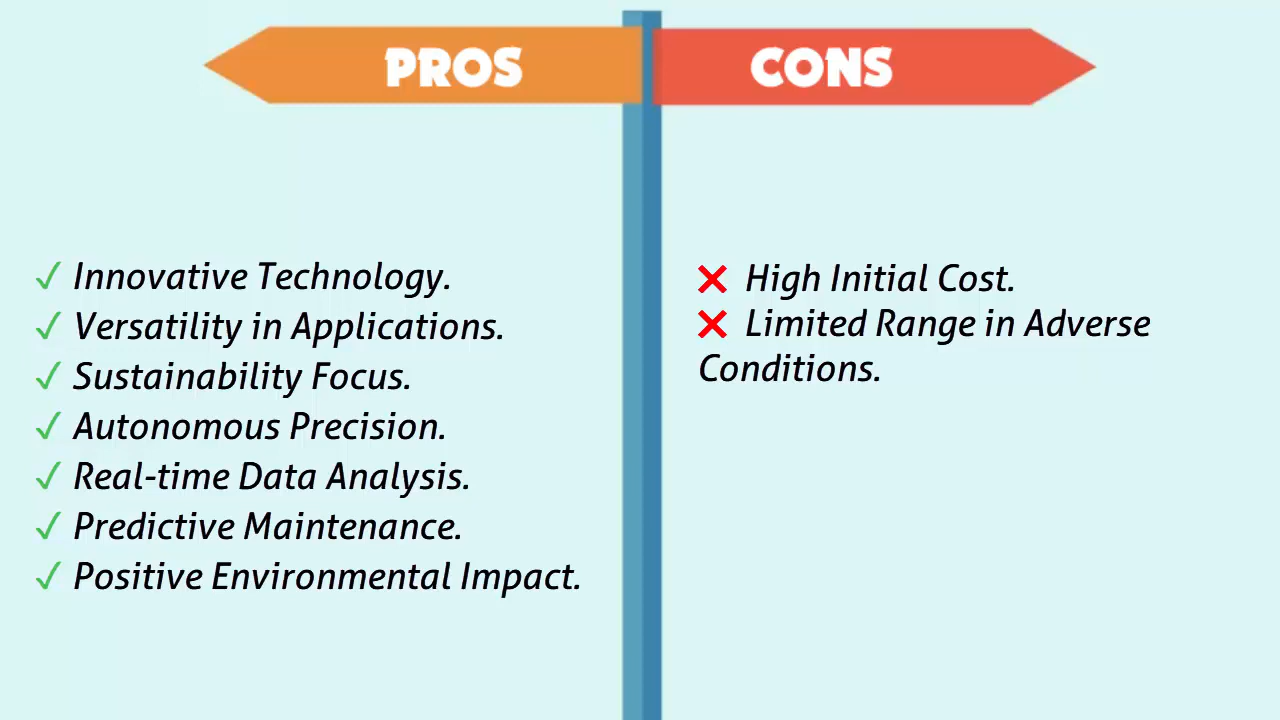 PROS
CONS
✓ Innovative Technology.
✓ Versatility in Applications.
✓ Sustainability Focus.
✓ Autonomous Precision.
✓ Real-time Data Analysis.
✓ Predictive Maintenance.
✓ Positive Environmental Impact.
❌ High Initial Cost.
❌ Limited Range in Adverse
Conditions.